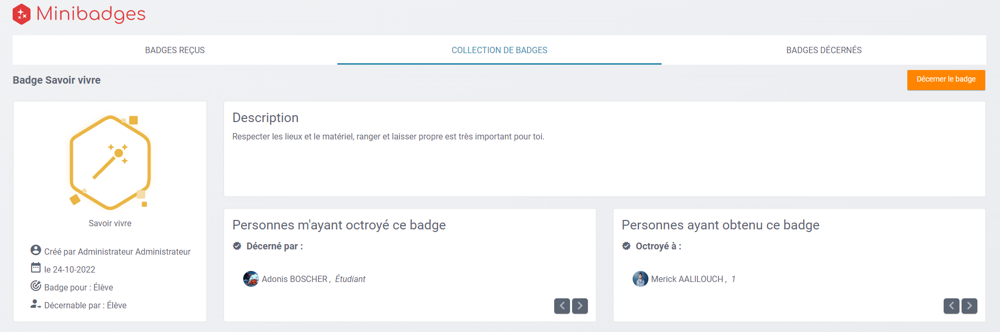 Minibadges
BADGES REÇUS
COLLECTION DE BADGES
BADGES DÉCERNÉS
Badge Savoir vivre
Décerner le badge
Savoir vivre
Créé par Administrateur Administrateur
le 24-10-2022
Badge pour : Élève
Décernable par : Élève
Description
Respecter les lieux et le matériel, ranger et laisser propre est très important pour toi.
Personnes m'ayant octroyé ce badge
Décerné par :
Adonis BOSCHER , Étudiant
Personnes ayant obtenu ce badge
Octroyé à :
Merick AALILOUCH , 1